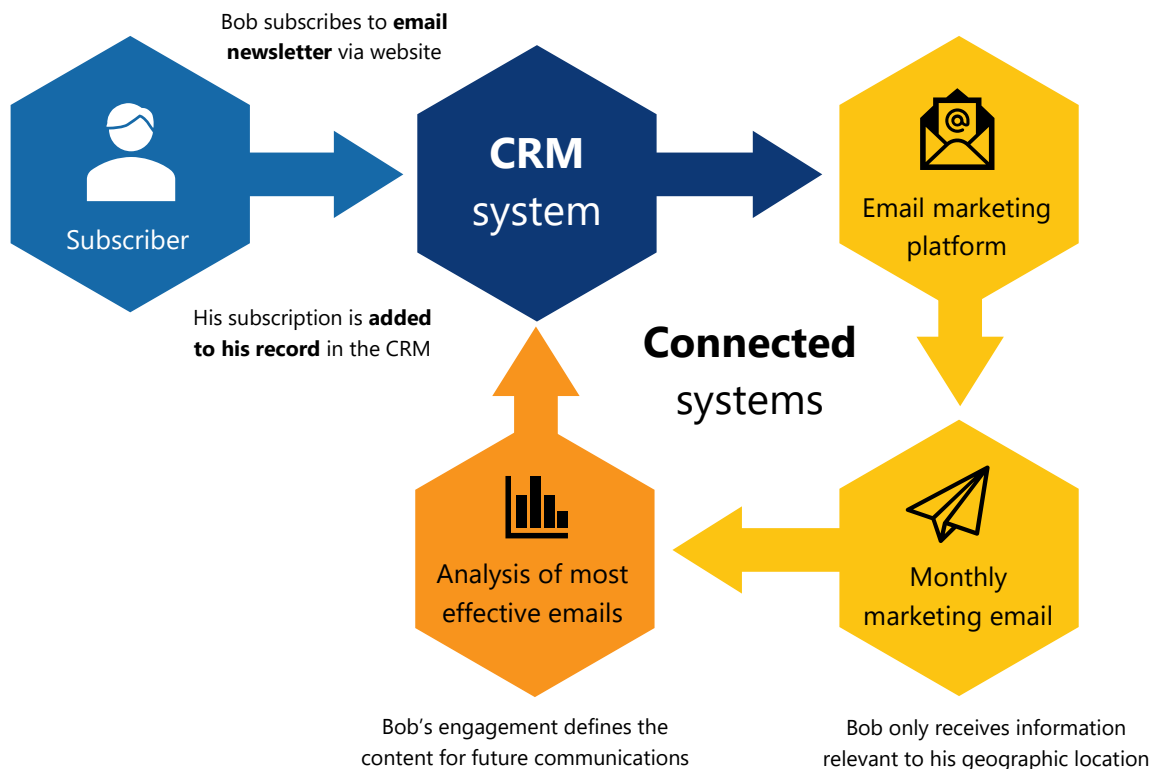 Bob subscribes to email
newsletter via website
Subscriber
CRM
system
@
Email marketing
platform
His subscription is added
to his record in the CRM
Connected
systems
Analysis of most
effective emails
Monthly
marketing email
Bob’s engagement defines the
content for future communications
Bob only receives information
relevant to his geographic location